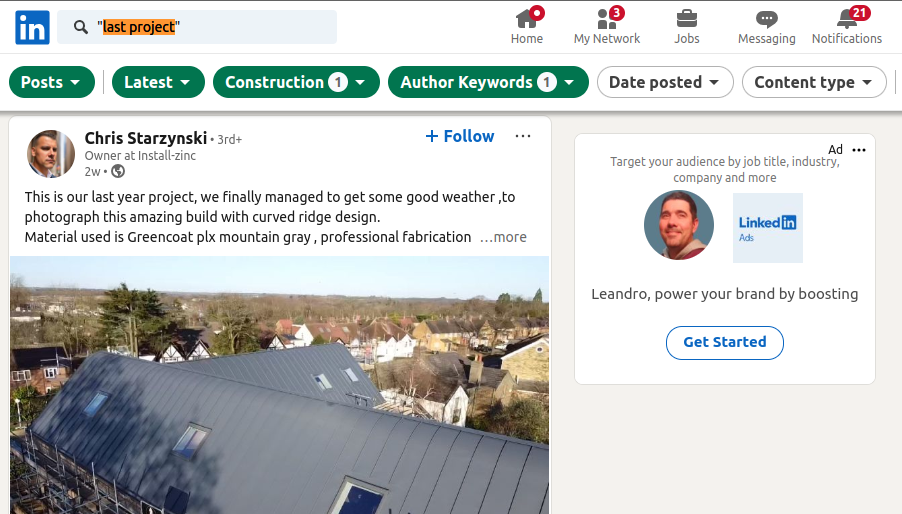 in
"last project"
Home
3
My Network
Jobs
Messaging
21
Notifications
Posts
Latest
Construction 1
Author Keywords 1
Date posted
Content type
Chris Starzynski • 3rd+
Owner at Install-zinc
2w •
+ Follow
This is our last year project, we finally managed to get some good weather ,to
photograph this amazing build with curved ridge design.
Material used is Greencoat plx mountain gray , professional fabrication …more
Ad
Target your audience by job title, industry,
company and more
Linked in
Ads
Leandro, power your brand by boosting
Get Started